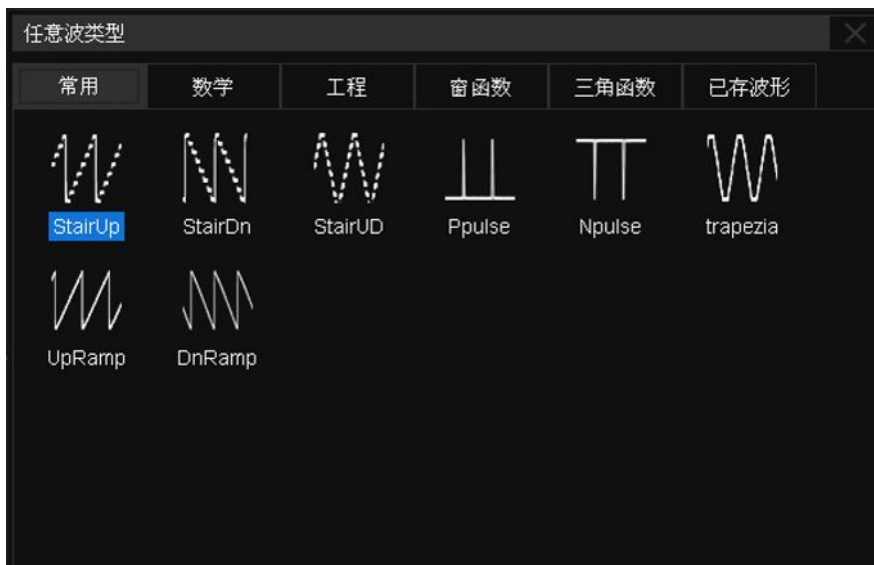 任意波类型
常用 数学 工程 窗函数 三角函数 已存波形
StairUp StairDn StairUD Ppulse Npulse trapezia
UpRamp DnRamp